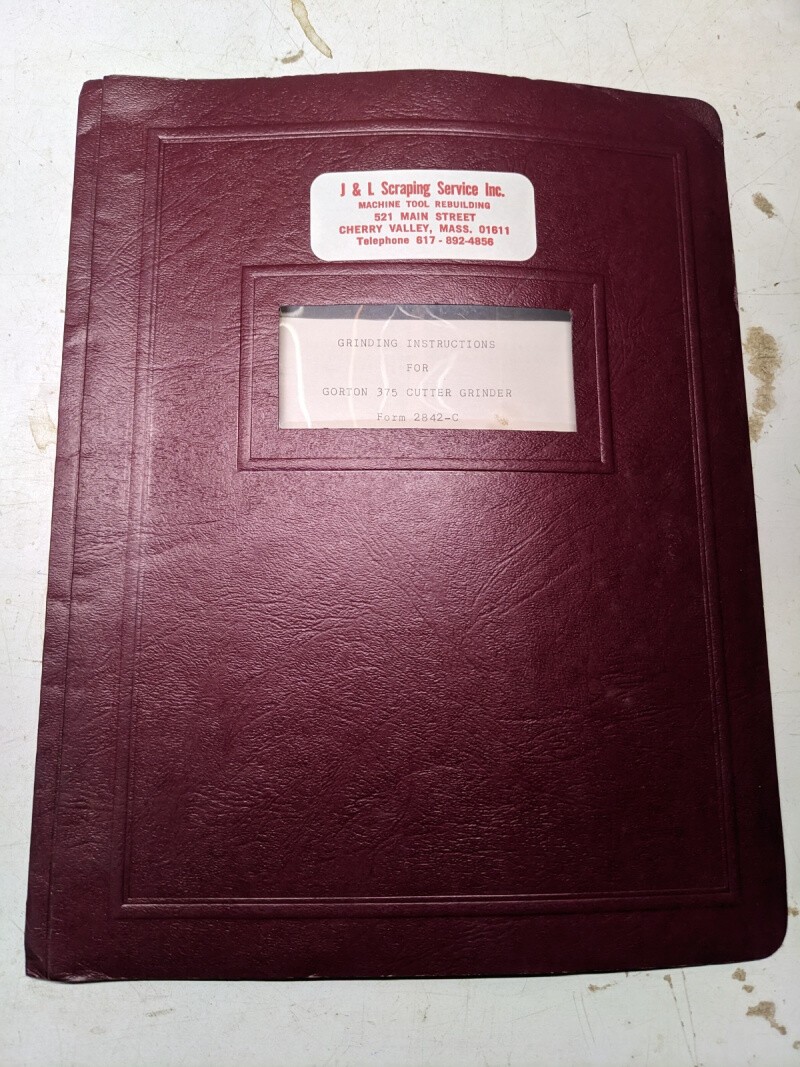 J & L Scraping Service Inc.
MACHINE TOOL REBUILDING
521 MAIN STREET
CHERRY VALLEY, MASS. 01611
Telephone 617 - 892-4856
GRINDING INSTRUCTIONS
FOR
GORTON 375 CUTTER GRINDER
Form 2842-C